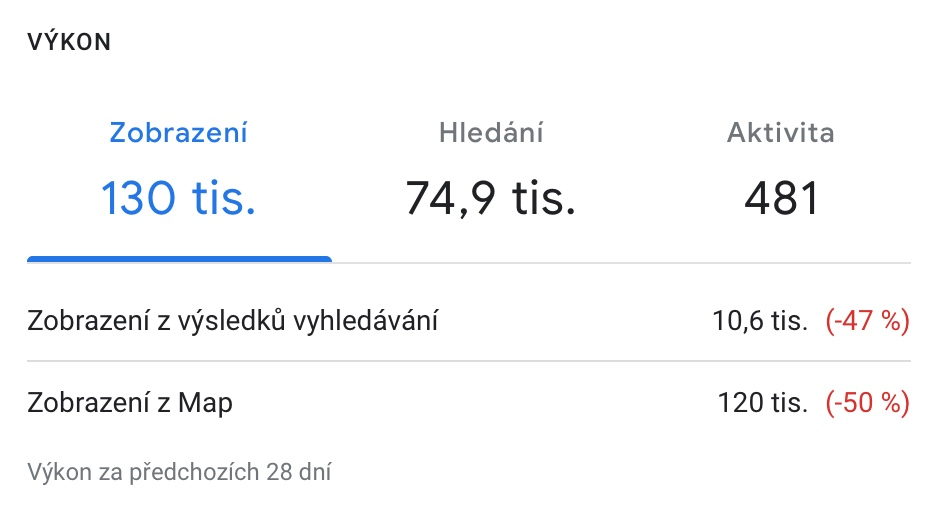 VÝKON
Zobrazení Hledání Aktivita
130 tis. 74,9 tis. 481
Zobrazení z výsledků vyhledávání 10,6 tis. (-47 %)
Zobrazení z Map 120 tis. (-50 %)
Výkon za předchozích 28 dní